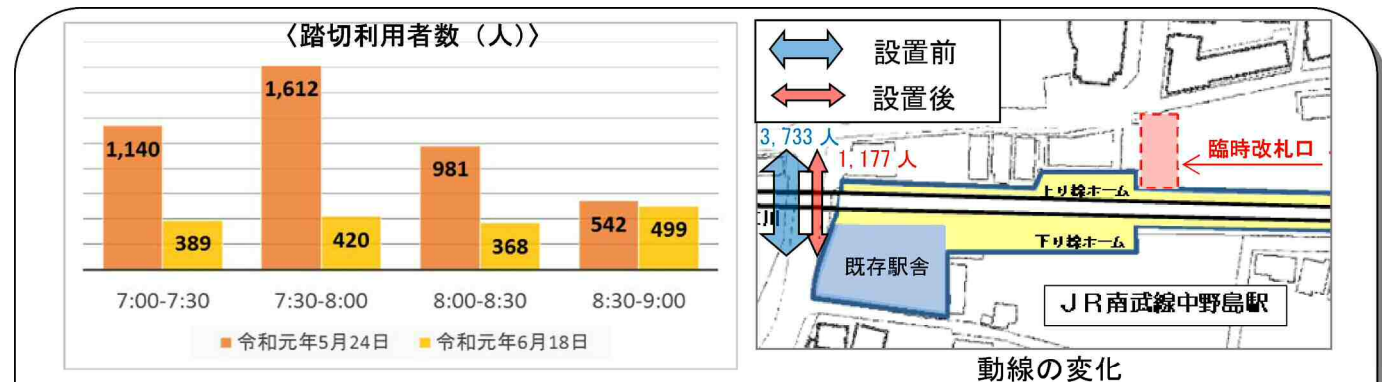 〈踏切利用者数（人）〉
1,612
1,140
981
542
499
389
420
368
7:00-7:30
7:30-8:00
8:00-8:30
8:30-9:00
令和元年5月24日
令和元年6月18日
設置前
設置後
3,733 人
1,177 人
臨時改札口
上り線ホーム
川
下り線ホーム
既存駅舎
ＪＲ南武線中野島駅
動線の変化